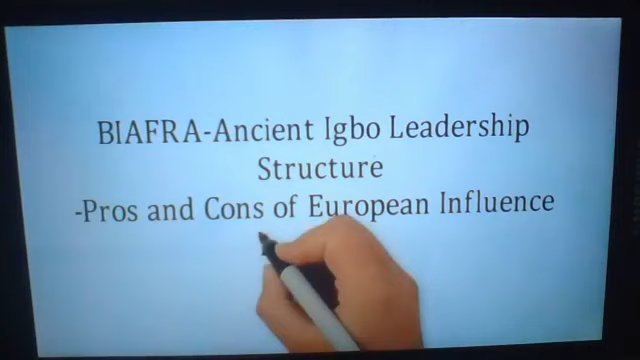 BIAFRA-Ancient Igbo Leadership
Structure
-Pros and Cons of European Influence